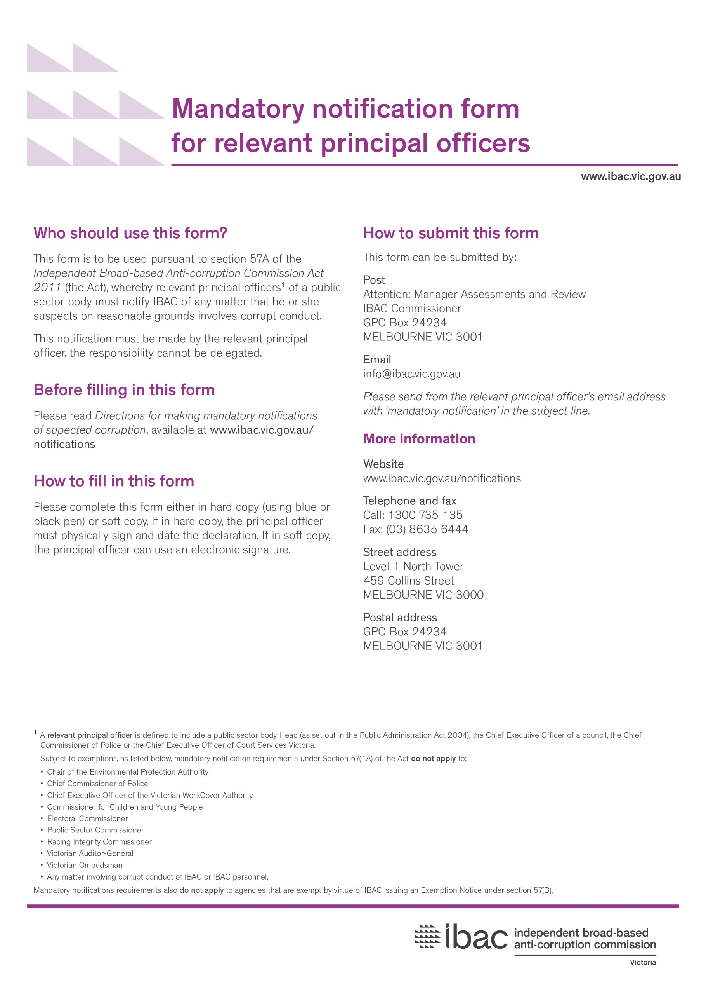 Mandatory notification form
for relevant principal officers
www.ibac.vic.gov.au
Who should use this form?
This form is to be used pursuant to section 57A of the
Independent Broad-based Anti-corruption Commission Act
2011 (the Act), whereby relevant principal officers¹ of a public
sector body must notify IBAC of any matter that he or she
suspects on reasonable grounds involves corrupt conduct.
This notification must be made by the relevant principal
officer, the responsibility cannot be delegated.
Before filling in this form
Please read Directions for making mandatory notifications
of supected corruption, available at www.ibac.vic.gov.au/
notifications
How to fill in this form
Please complete this form either in hard copy (using blue or
black pen) or soft copy. If in hard copy, the principal officer
must physically sign and date the declaration. If in soft copy,
the principal officer can use an electronic signature.
How to submit this form
This form can be submitted by:
Post
Attention: Manager Assessments and Review
IBAC Commissioner
GPO Box 24234
MELBOURNE VIC 3001
Email
info@ibac.vic.gov.au
Please send from the relevant principal officer's email address
with 'mandatory notification' in the subject line.
More information
Website
www.ibac.vic.gov.au/notifications
Telephone and fax
Call: 1300 735 135
Fax: (03) 8635 6444
Street address
Level 1 North Tower
459 Collins Street
MELBOURNE VIC 3000
Postal address
GPO Box 24234
MELBOURNE VIC 3001
¹ A relevant principal officer is defined to include a public sector body Head (as set out in the Public Administration Act 2004), the Chief Executive Officer of a council, the Chief
Commissioner of Police or the Chief Executive Officer of Court Services Victoria.
Subject to exemptions, as listed below, mandatory notification requirements under Section 57(1A) of the Act do not apply to:
• Chair of the Environmental Protection Authority
• Chief Commissioner of Police
• Chief Executive Officer of the Victorian WorkCover Authority
• Commissioner for Children and Young People
• Electoral Commissioner
• Public Sector Commissioner
• Racing Integrity Commissioner
• Victorian Auditor-General
• Victorian Ombudsman
• Any matter involving corrupt conduct of IBAC or IBAC personnel.
Mandatory notifications requirements also do not apply to agencies that are exempt by virtue of IBAC issuing an Exemption Notice under section 57(B).
ibac
independent broad-based
anti-corruption commission
Victoria